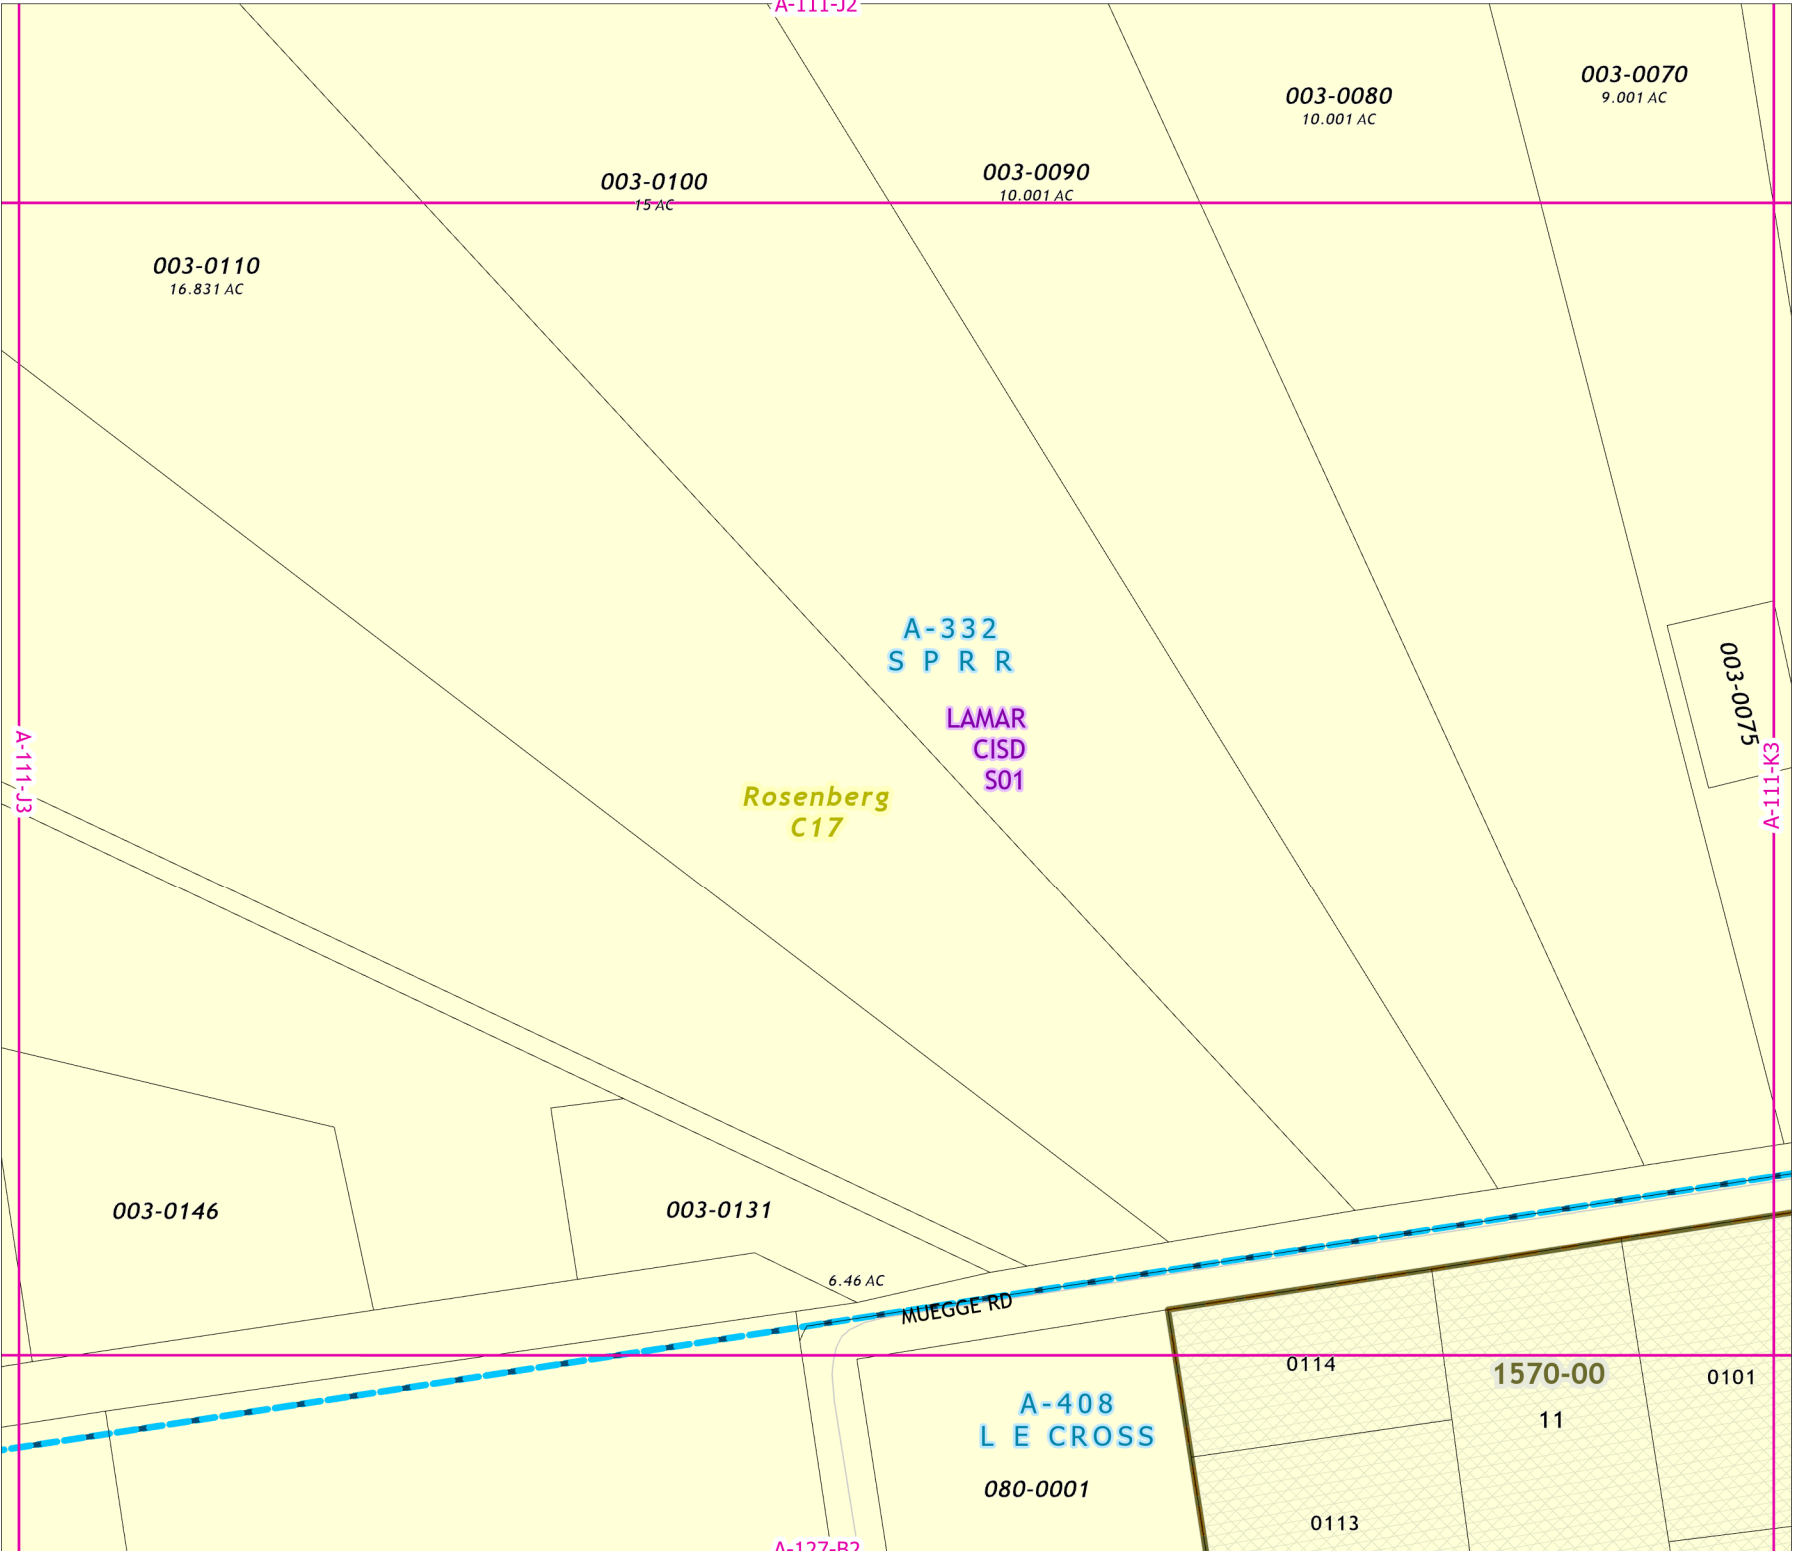 A-111-J2
003-0070
9.001 AC
003-0080
10.001 AC
003-0090
10.001 AC
003-0100
15 AC
003-0110
16.831 AC
A-332
S P R R
003-0075
LAMAR
CISD
S01
A-111-J3
A-111-K3
Rosenberg
C17
003-0146
003-0131
6.46 AC
MUEGGE RD
0114
1570-00
0101
A-408
L E CROSS
11
080-0001
0113
A-127-B2